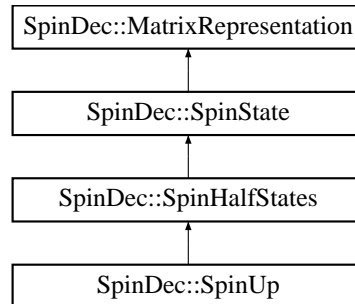 SpinDec::MatrixRepresentation
SpinDec::SpinState
SpinDec::SpinHalfStates
SpinDec::SpinUp